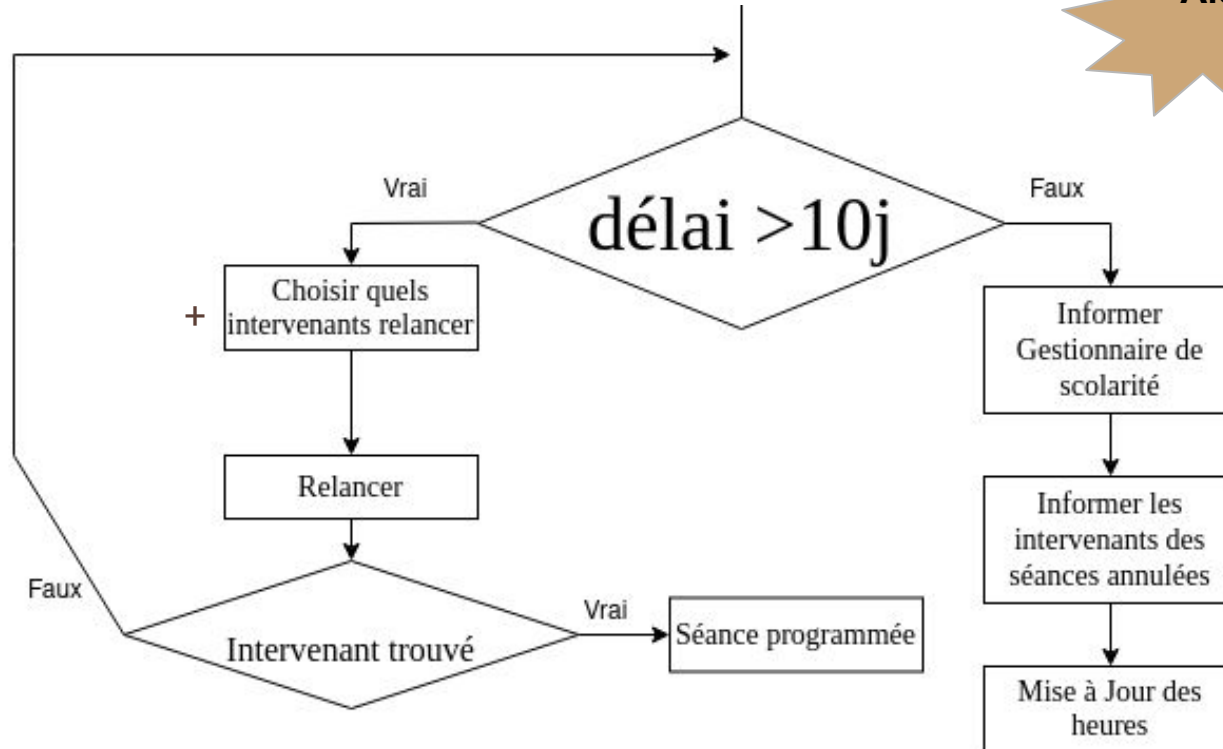 Vrai
Faux
délai >10j
Choisir quels
intervenants relancer
+
Informer
Gestionnaire de
scolarité
Relancer
Informer les
intervenants des
séances annulées
Faux
Intervenant trouvé
Vrai
Séance programmée
Mise à Jour des
heures